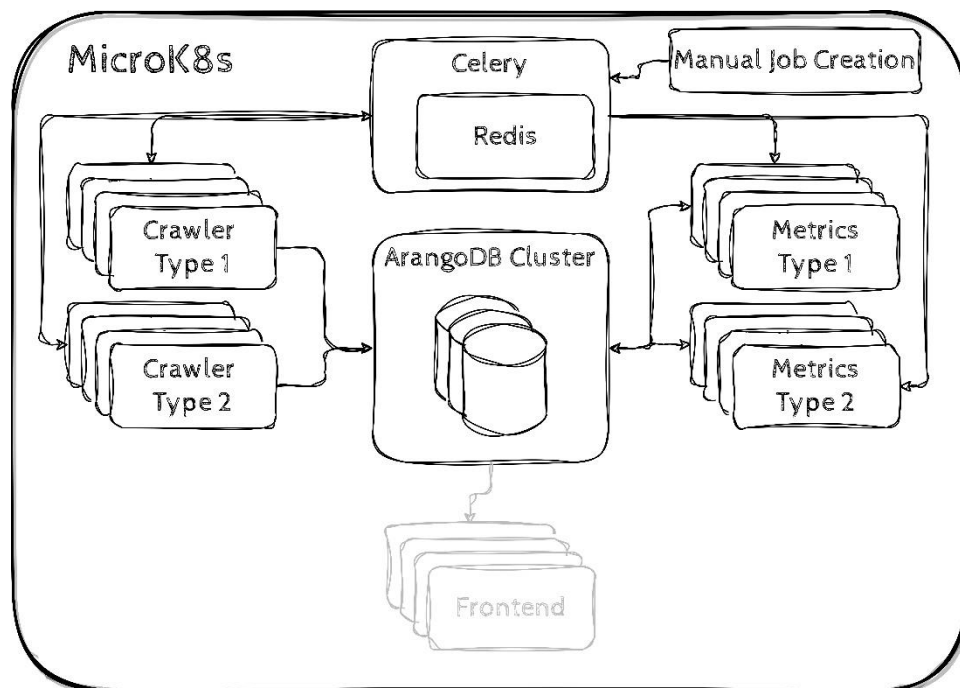 MicroK8s
Celery
Manual Job Creation
Redis
Crawler
Type 1
ArangoDB Cluster
Metrics
Type 1
Crawler
Type 2
Metrics
Type 2
Frontend